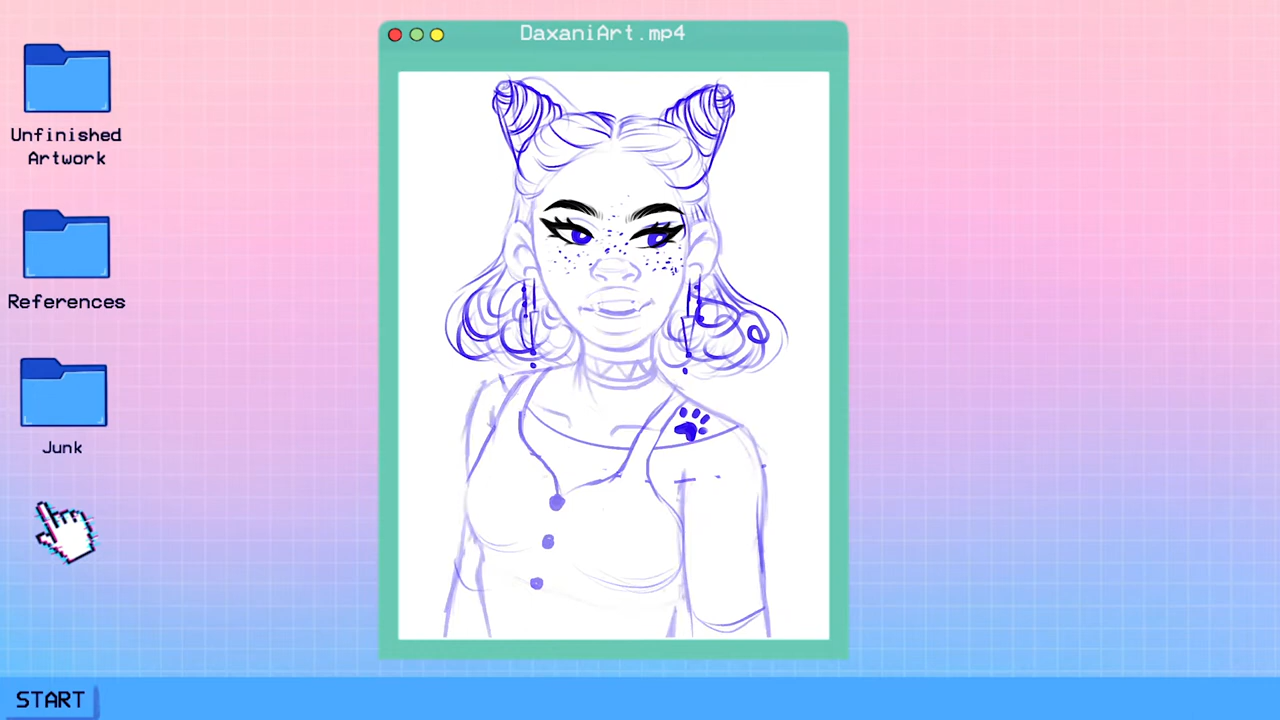 DaxaniArt.mp4
Unfinished
Artwork
References
Junk
START